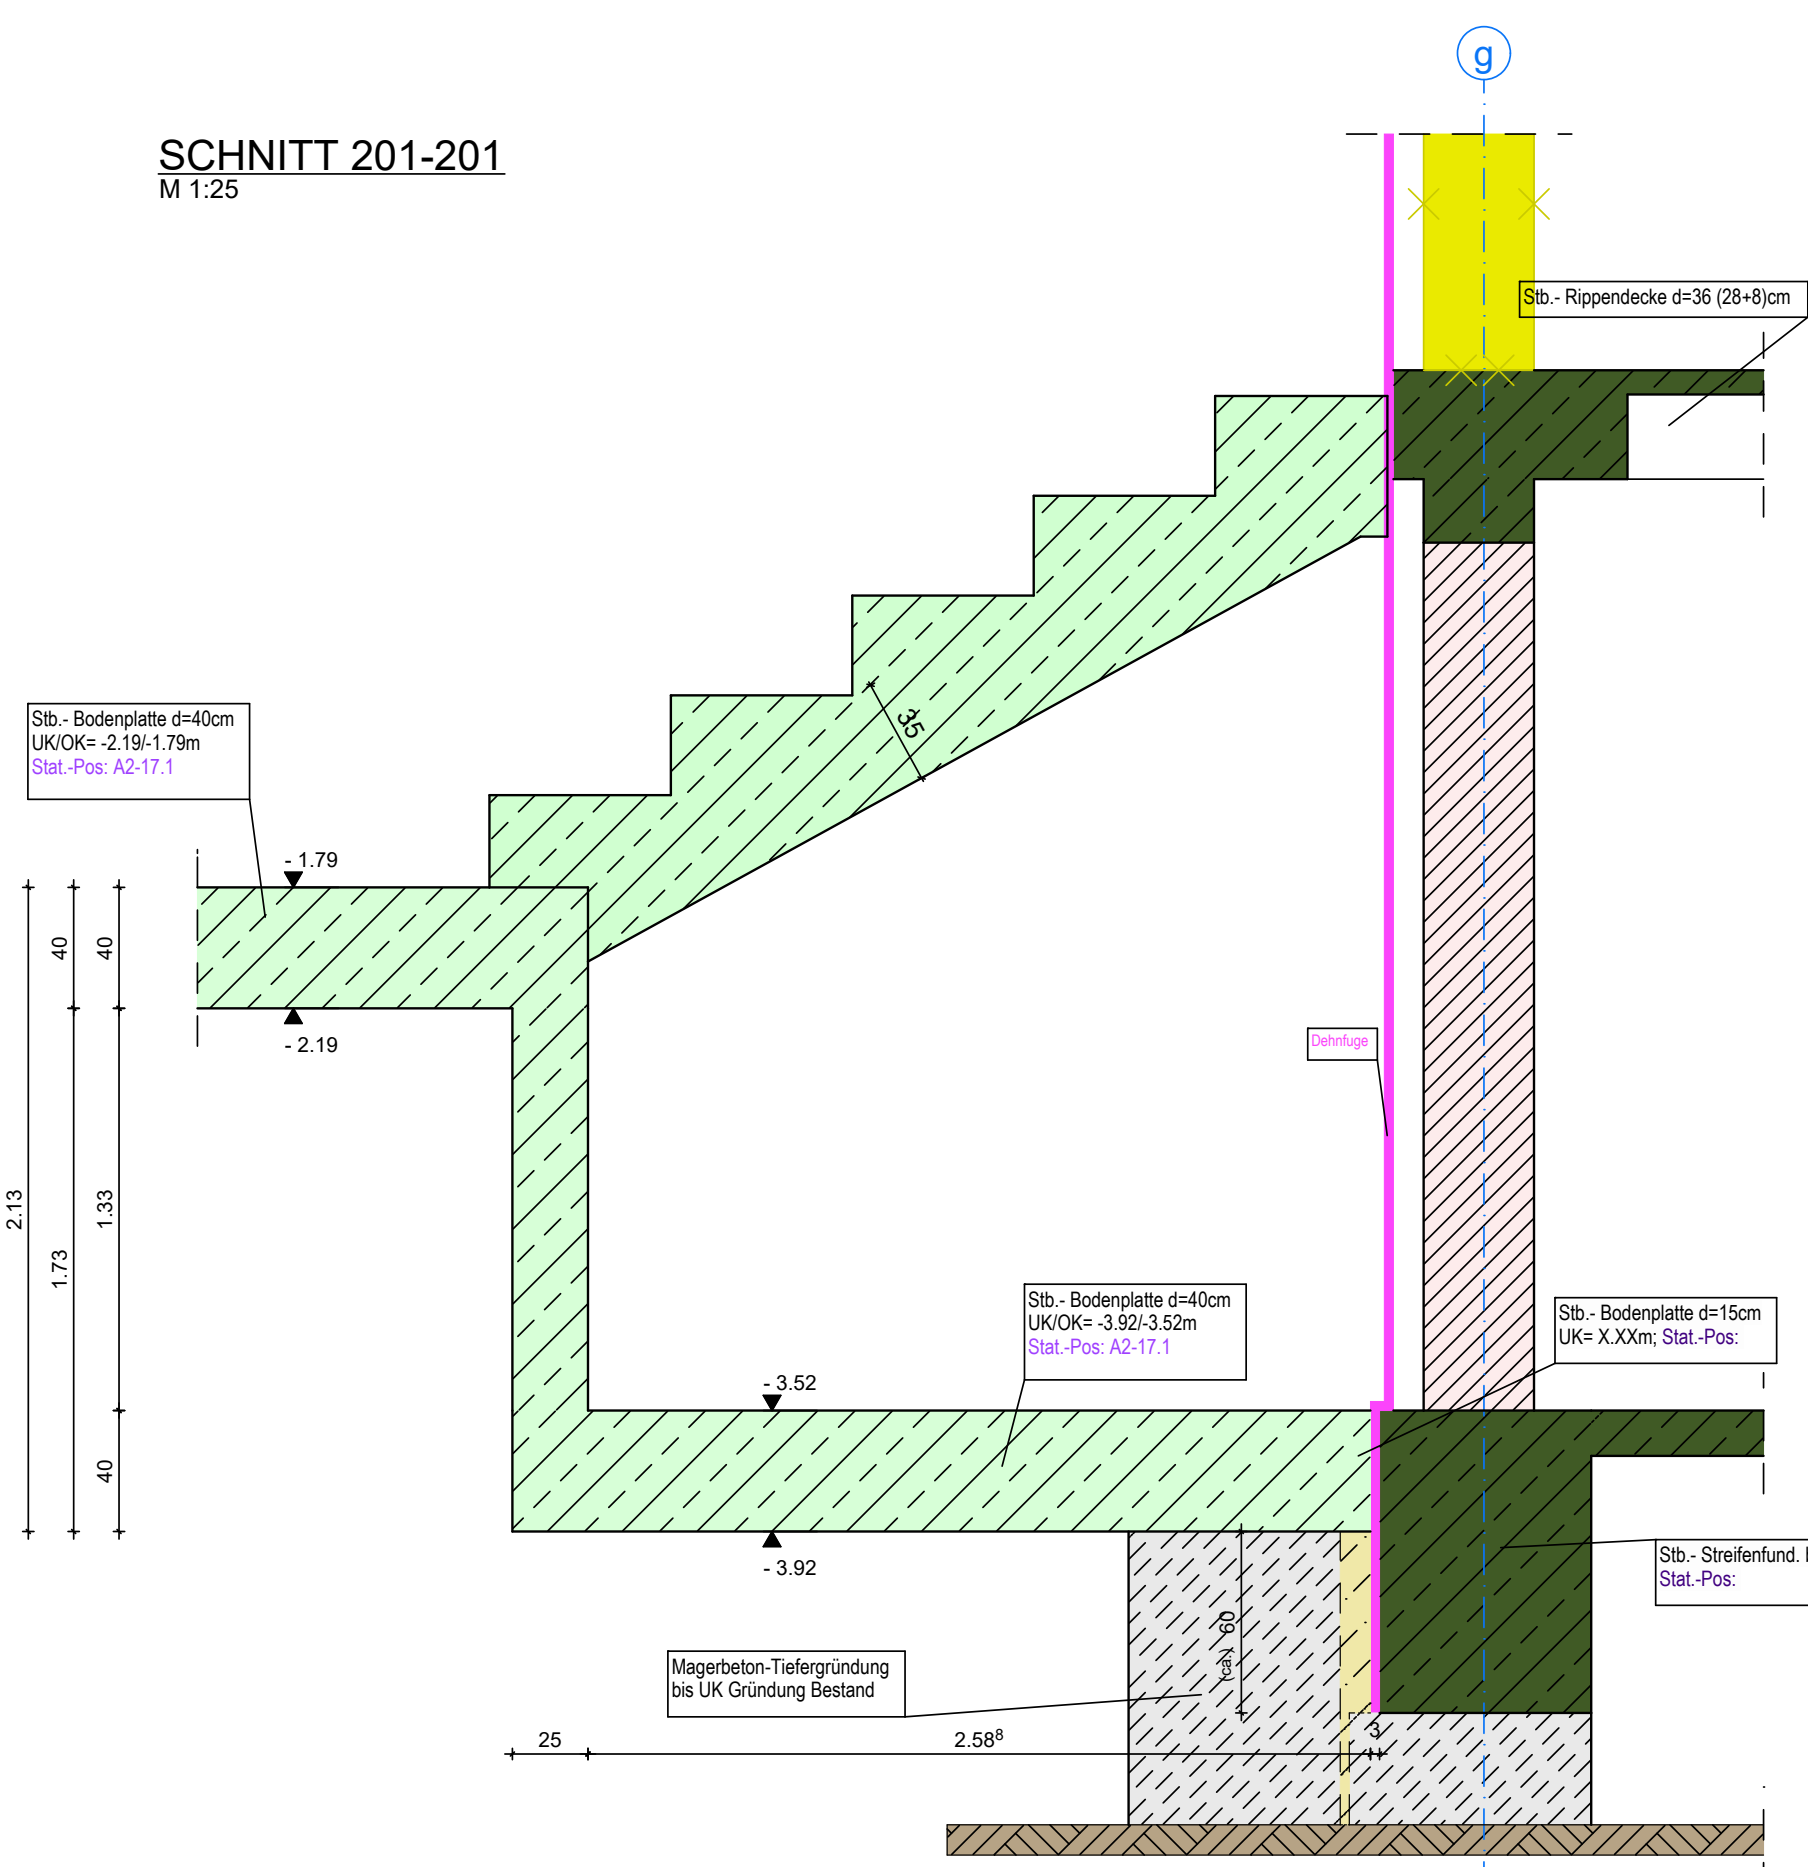 g
SCHNITT 201-201
M 1:25
Stb.- Rippendecke d=36 (28+8)cm
35
Stb.- Bodenplatte d=40cm
UK/OK= -2.19/-1.79m
Stat.-Pos: A2-17.1
- 1.79
40
40
- 2.19
Dehnfuge
2.13
1.73
1.33
40
Stb.- Bodenplatte d=40cm
UK/OK= -3.92/-3.52m
Stat.-Pos: A2-17.1
Stb.- Bodenplatte d=15cm
UK= X.XXm; Stat.-Pos:
- 3.52
- 3.92
Stb.- Streifenfund.
Stat.-Pos:
(ca.) 60
Magerbeton-Tiefergründung
bis UK Gründung Bestand
25
2.58⁸
3